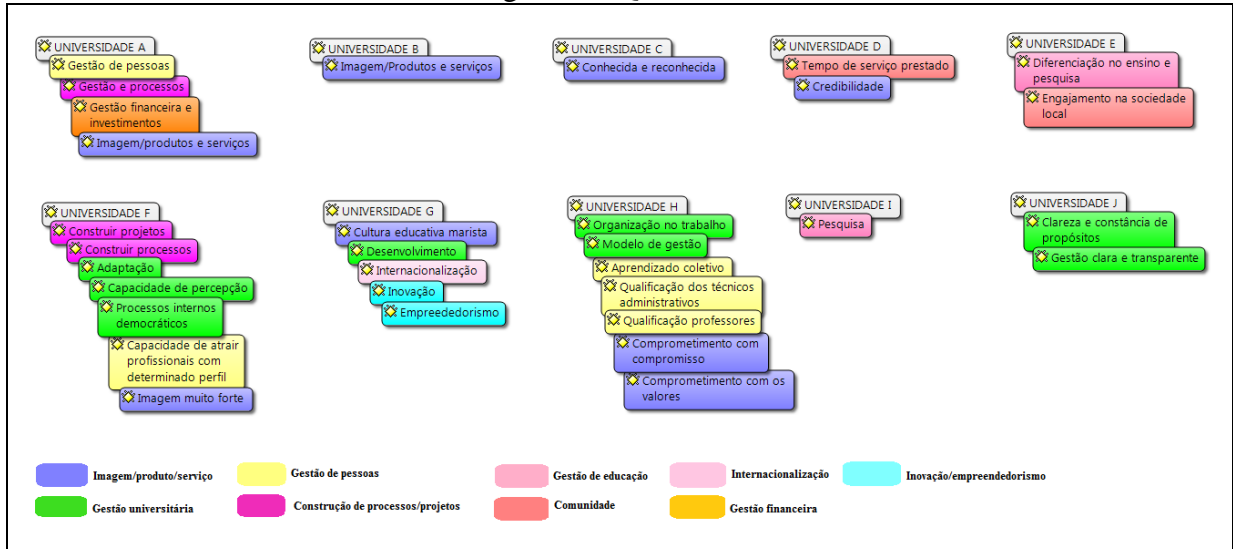 UNIVERSIDADE A
Gestão de pessoas
Gestão e processos
Gestão financeira e
investimentos
Imagem/produtos e serviços
UNIVERSIDADE B
Imagem/Produtos e serviços
UNIVERSIDADE C
Conhecida e reconhecida
UNIVERSIDADE D
Tempo de serviço prestado
Credibilidade
UNIVERSIDADE E
Diferenciação no ensino e
pesquisa
Engajamento na sociedade
local
UNIVERSIDADE F
Construir projetos
Construir processos
Adaptação
Capacidade de percepção
Processos internos
democráticos
Capacidade de atrair
profissionais com
determinado perfil
Imagem muito forte
UNIVERSIDADE G
Cultura educativa marista
Desenvolvimento
Internacionalização
Inovação
Empreededorismo
UNIVERSIDADE H
Organização no trabalho
Modelo de gestão
Aprendizado coletivo
Qualificação dos técnicos
administrativos
Qualificação professores
Comprometimento com
compromisso
Comprometimento com os
valores
UNIVERSIDADE I
Pesquisa
UNIVERSIDADE J
Clareza e constância de
propósitos
Gestão clara e transparente
Imagem/produto/serviço
Gestão de pessoas
Gestão de educação
Internacionalização
Inovação/empreendedorismo
Gestão universitária
Construção de processos/projetos
Comunidade
Gestão financeira